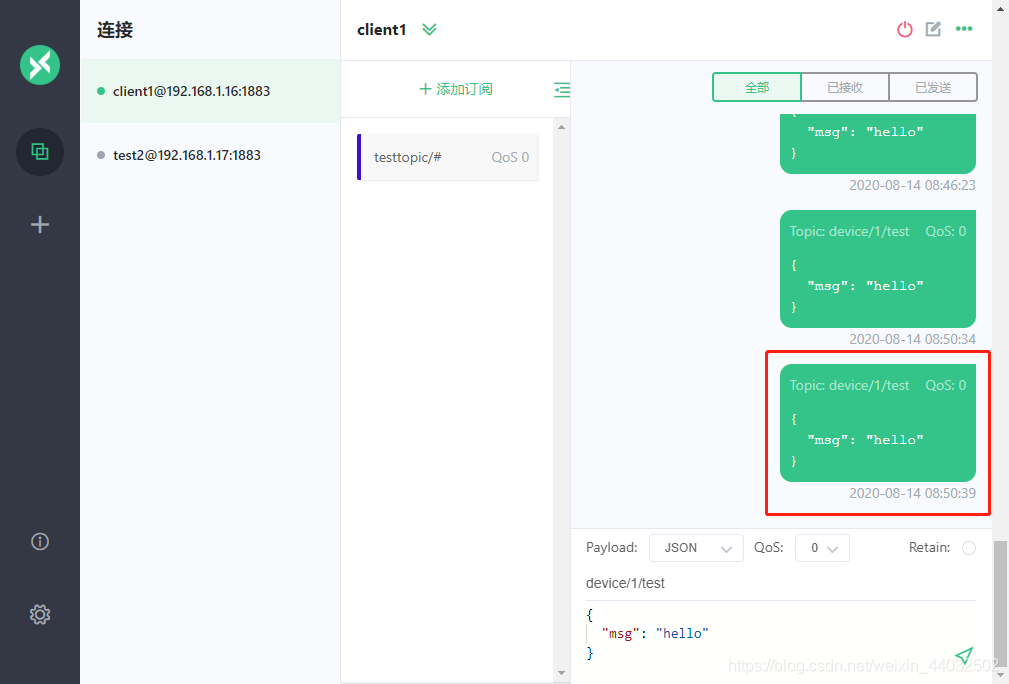 连接
client1@192.168.1.16:1883
test2@192.168.1.17:1883
client1
添加订阅
testtopic/# QoS 0
全部 已接收 已发送
{
"msg": "hello"
}
2020-08-14 08:46:23
Topic: device/1/test QoS: 0
{
"msg": "hello"
}
2020-08-14 08:50:34
Topic: device/1/test QoS: 0
{
"msg": "hello"
}
2020-08-14 08:50:39
Payload: JSON QoS: 0 Retain:
device/1/test
{
"msg": "hello"
}
https://blog.csdn.net/weixin_44032502